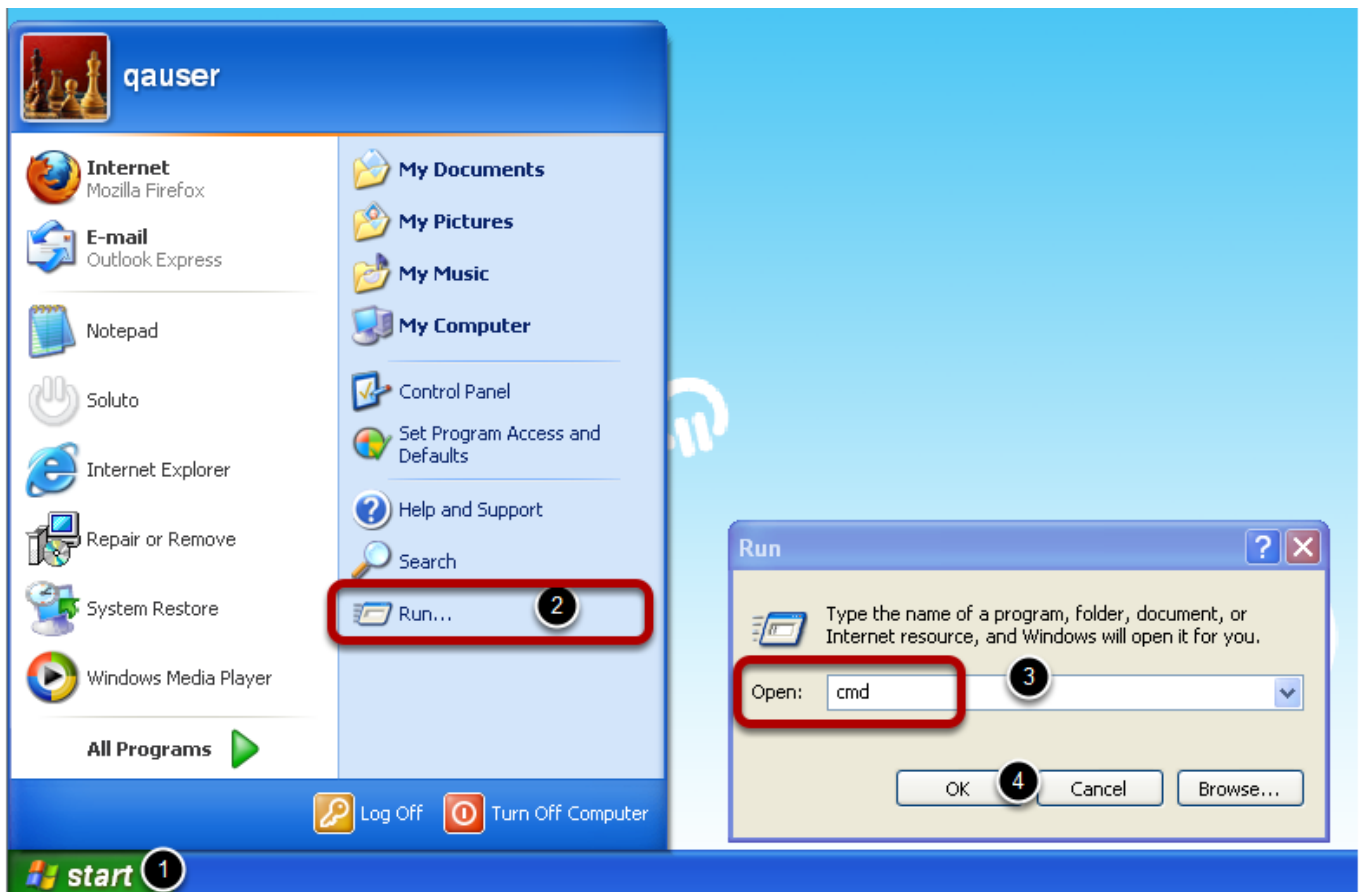 qauser
Internet
Mozilla Firefox
E-mail
Outlook Express
Notepad
Soluto
Internet Explorer
Repair or Remove
System Restore
Windows Media Player
All Programs
My Documents
My Pictures
My Music
My Computer
Control Panel
Set Program Access and
Defaults
Help and Support
Search
Run...
2
Log Off
Turn Off Computer
start
1
Run
Type the name of a program, folder, document, or
Internet resource, and Windows will open it for you.
3
Open: cmd
OK 4 Cancel Browse...